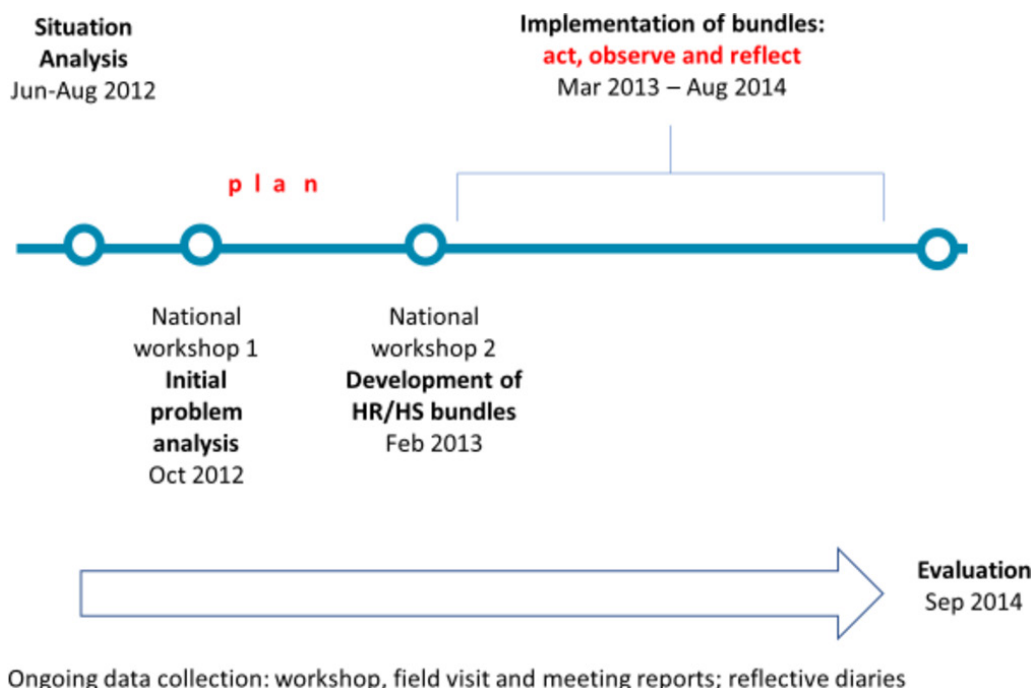 Situation
Analysis
Jun-Aug 2012
Implementation of bundles:
act, observe and reflect
Mar 2013 – Aug 2014
plan
National
workshop 1
Initial
problem
analysis
Oct 2012
National
workshop 2
Development of
HR/HS bundles
Feb 2013
Evaluation
Sep 2014
Ongoing data collection: workshop, field visit and meeting reports; reflective diaries